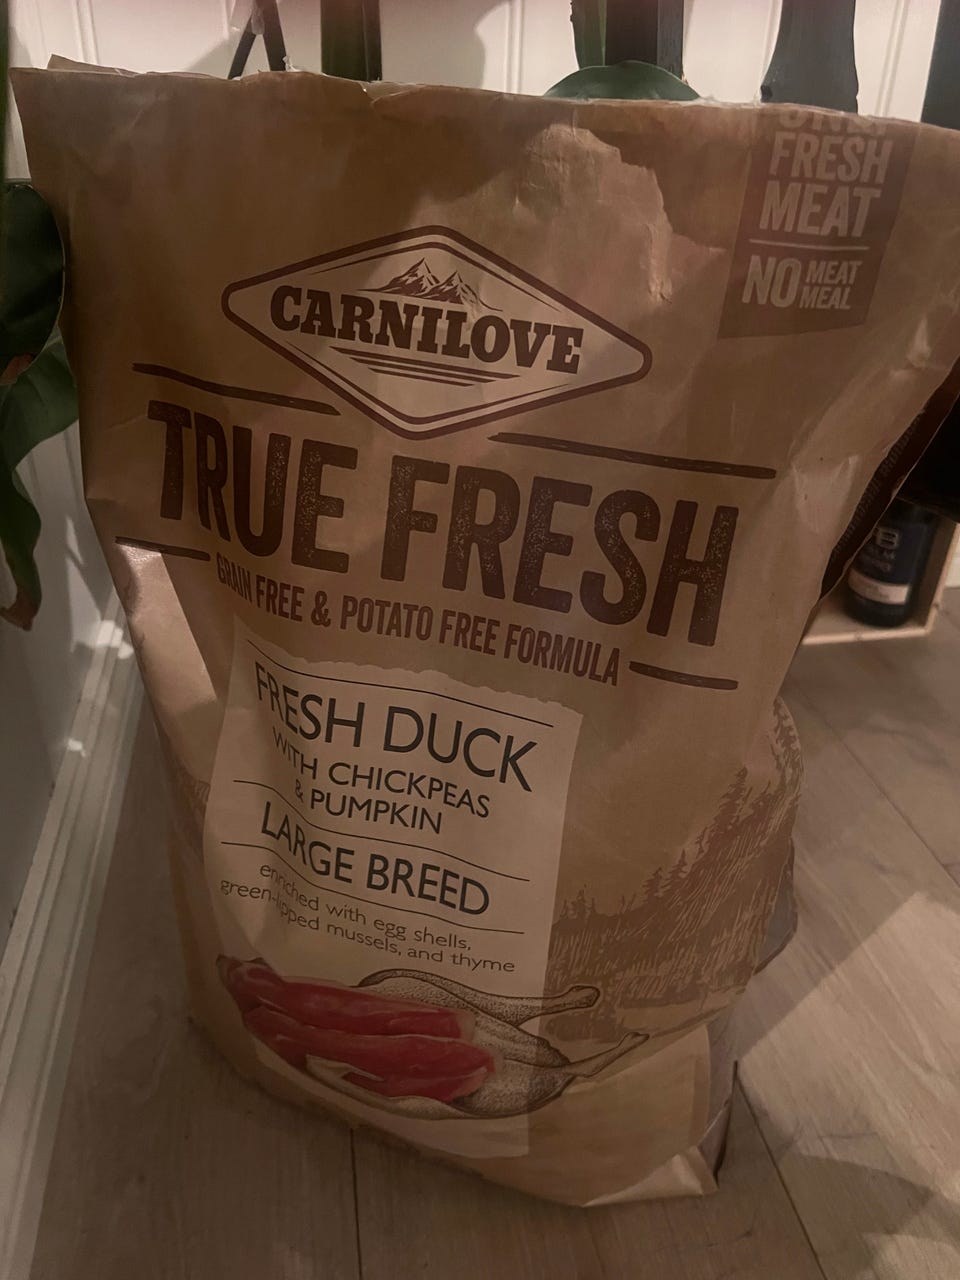 FRESH
MEAT
NO MEAT
MEAL
CARNILOVE
TRUE FRESH
GRAIN FREE & POTATO FREE FORMULA
FRESH DUCK
WITH CHICKPEAS
& PUMPKIN
LARGE BREED
enriched with egg shells,
green-lipped mussels, and thyme